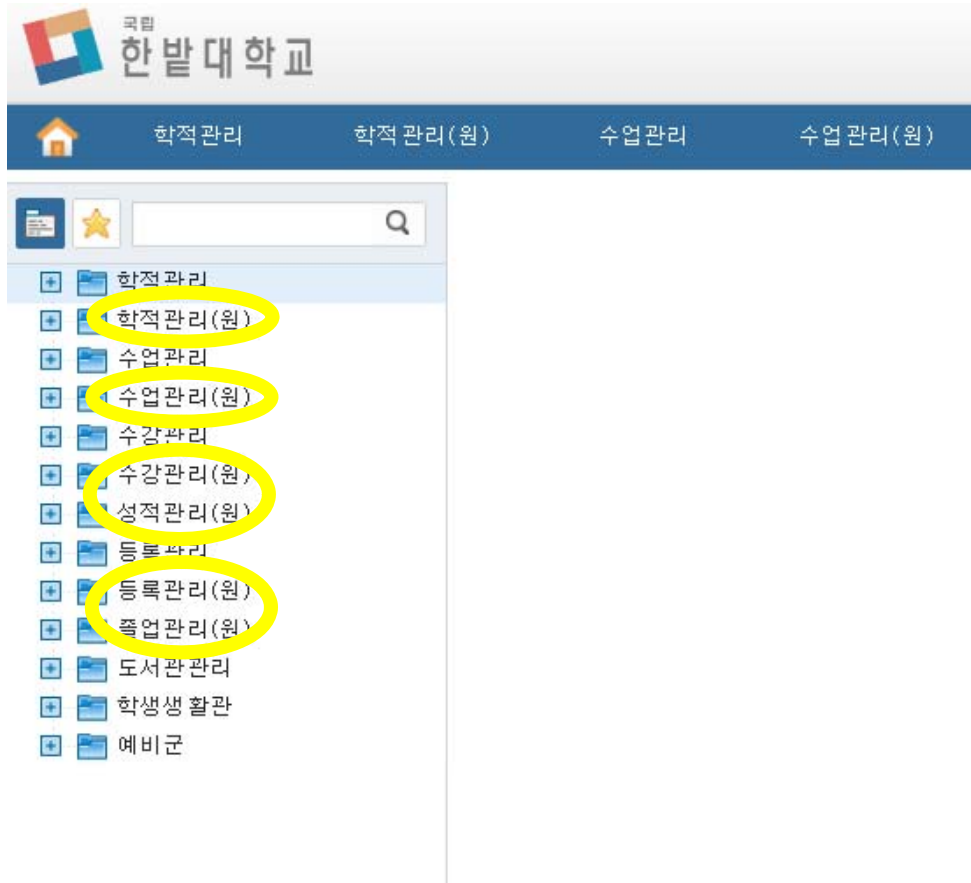 국립
한밭대학교
학적관리 학적관리(원) 수업관리 수업관리(원)
학적관리
학적관리(원)
수업관리
수업관리(원)
수강관리
수강관리(원)
성적관리(원)
등록관리
등록관리(원)
졸업관리(원)
도서관관리
학생생활관
예비군